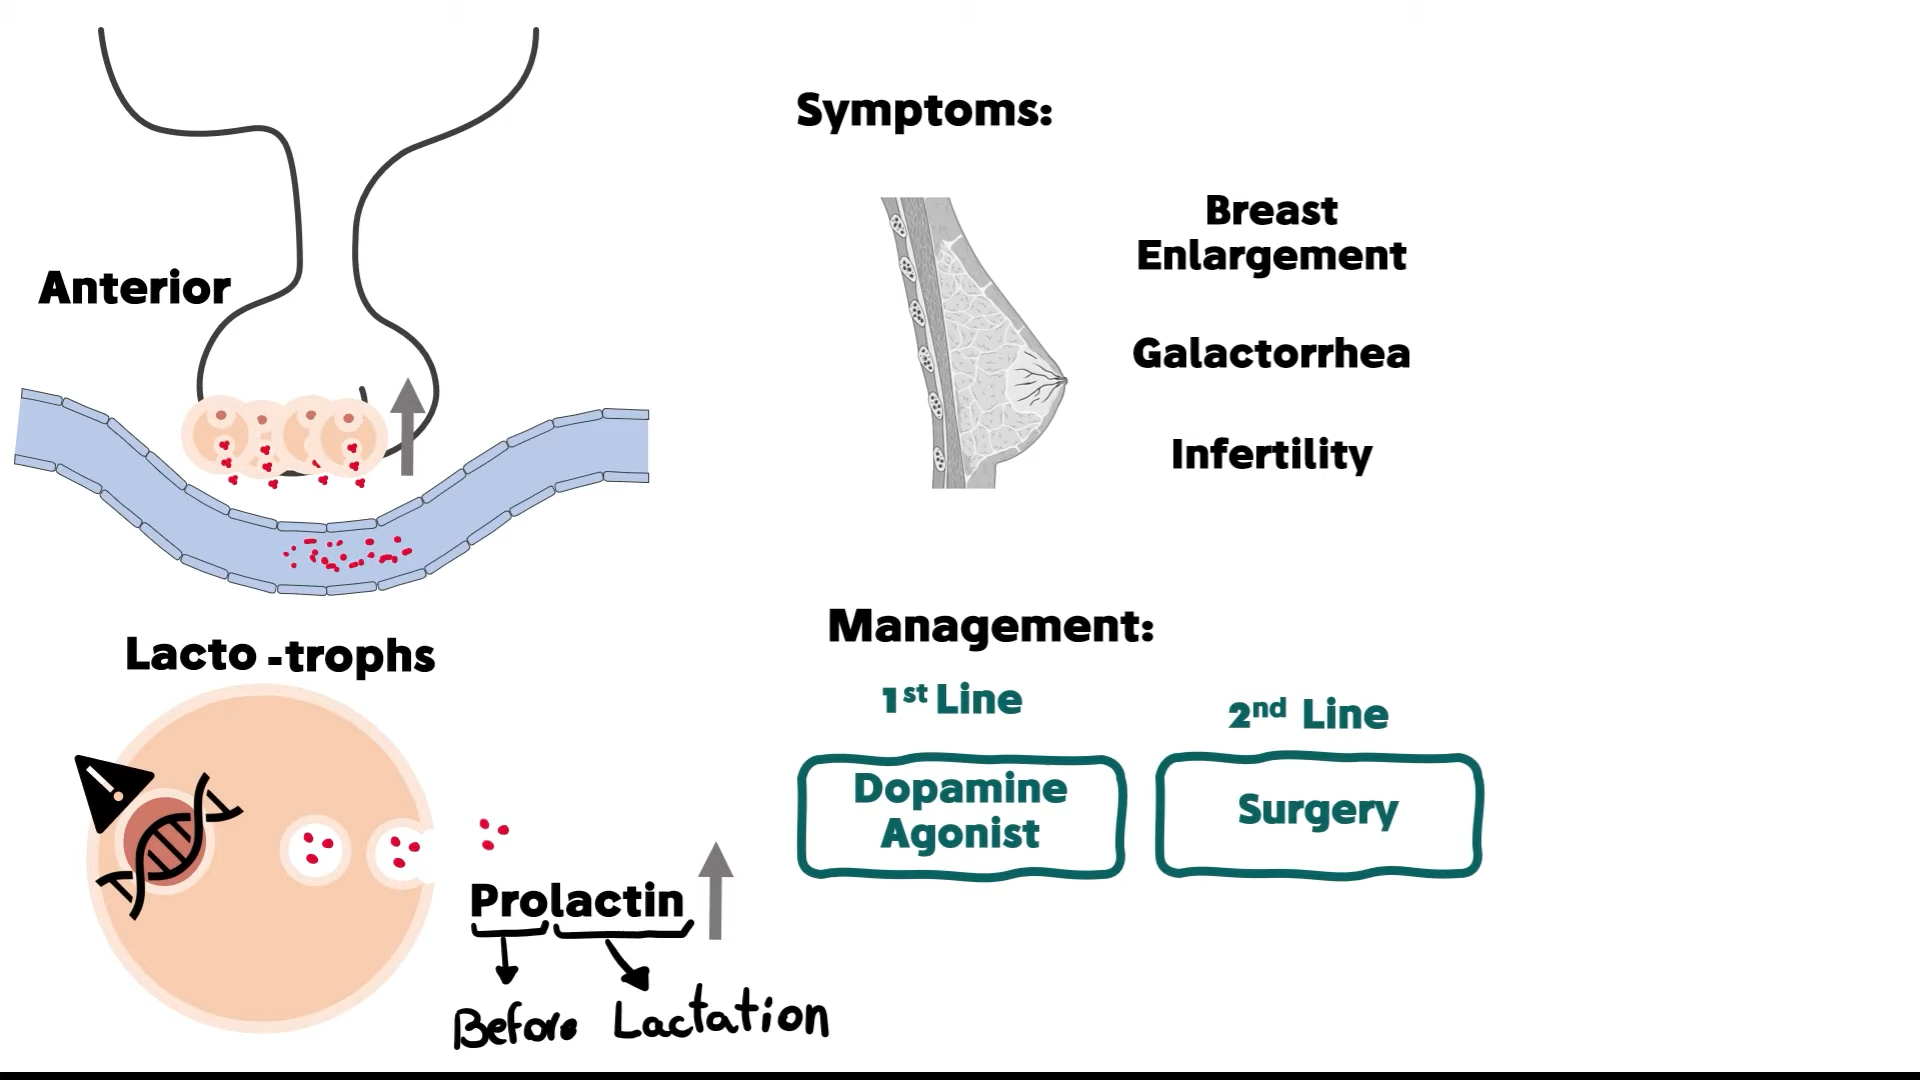 Anterior
Lacto -trophs
Prolactin
Before Lactation
Symptoms:
Breast
Enlargement
Galactorrhea
Infertility
Management:
1st Line
Dopamine
Agonist
2nd Line
Surgery